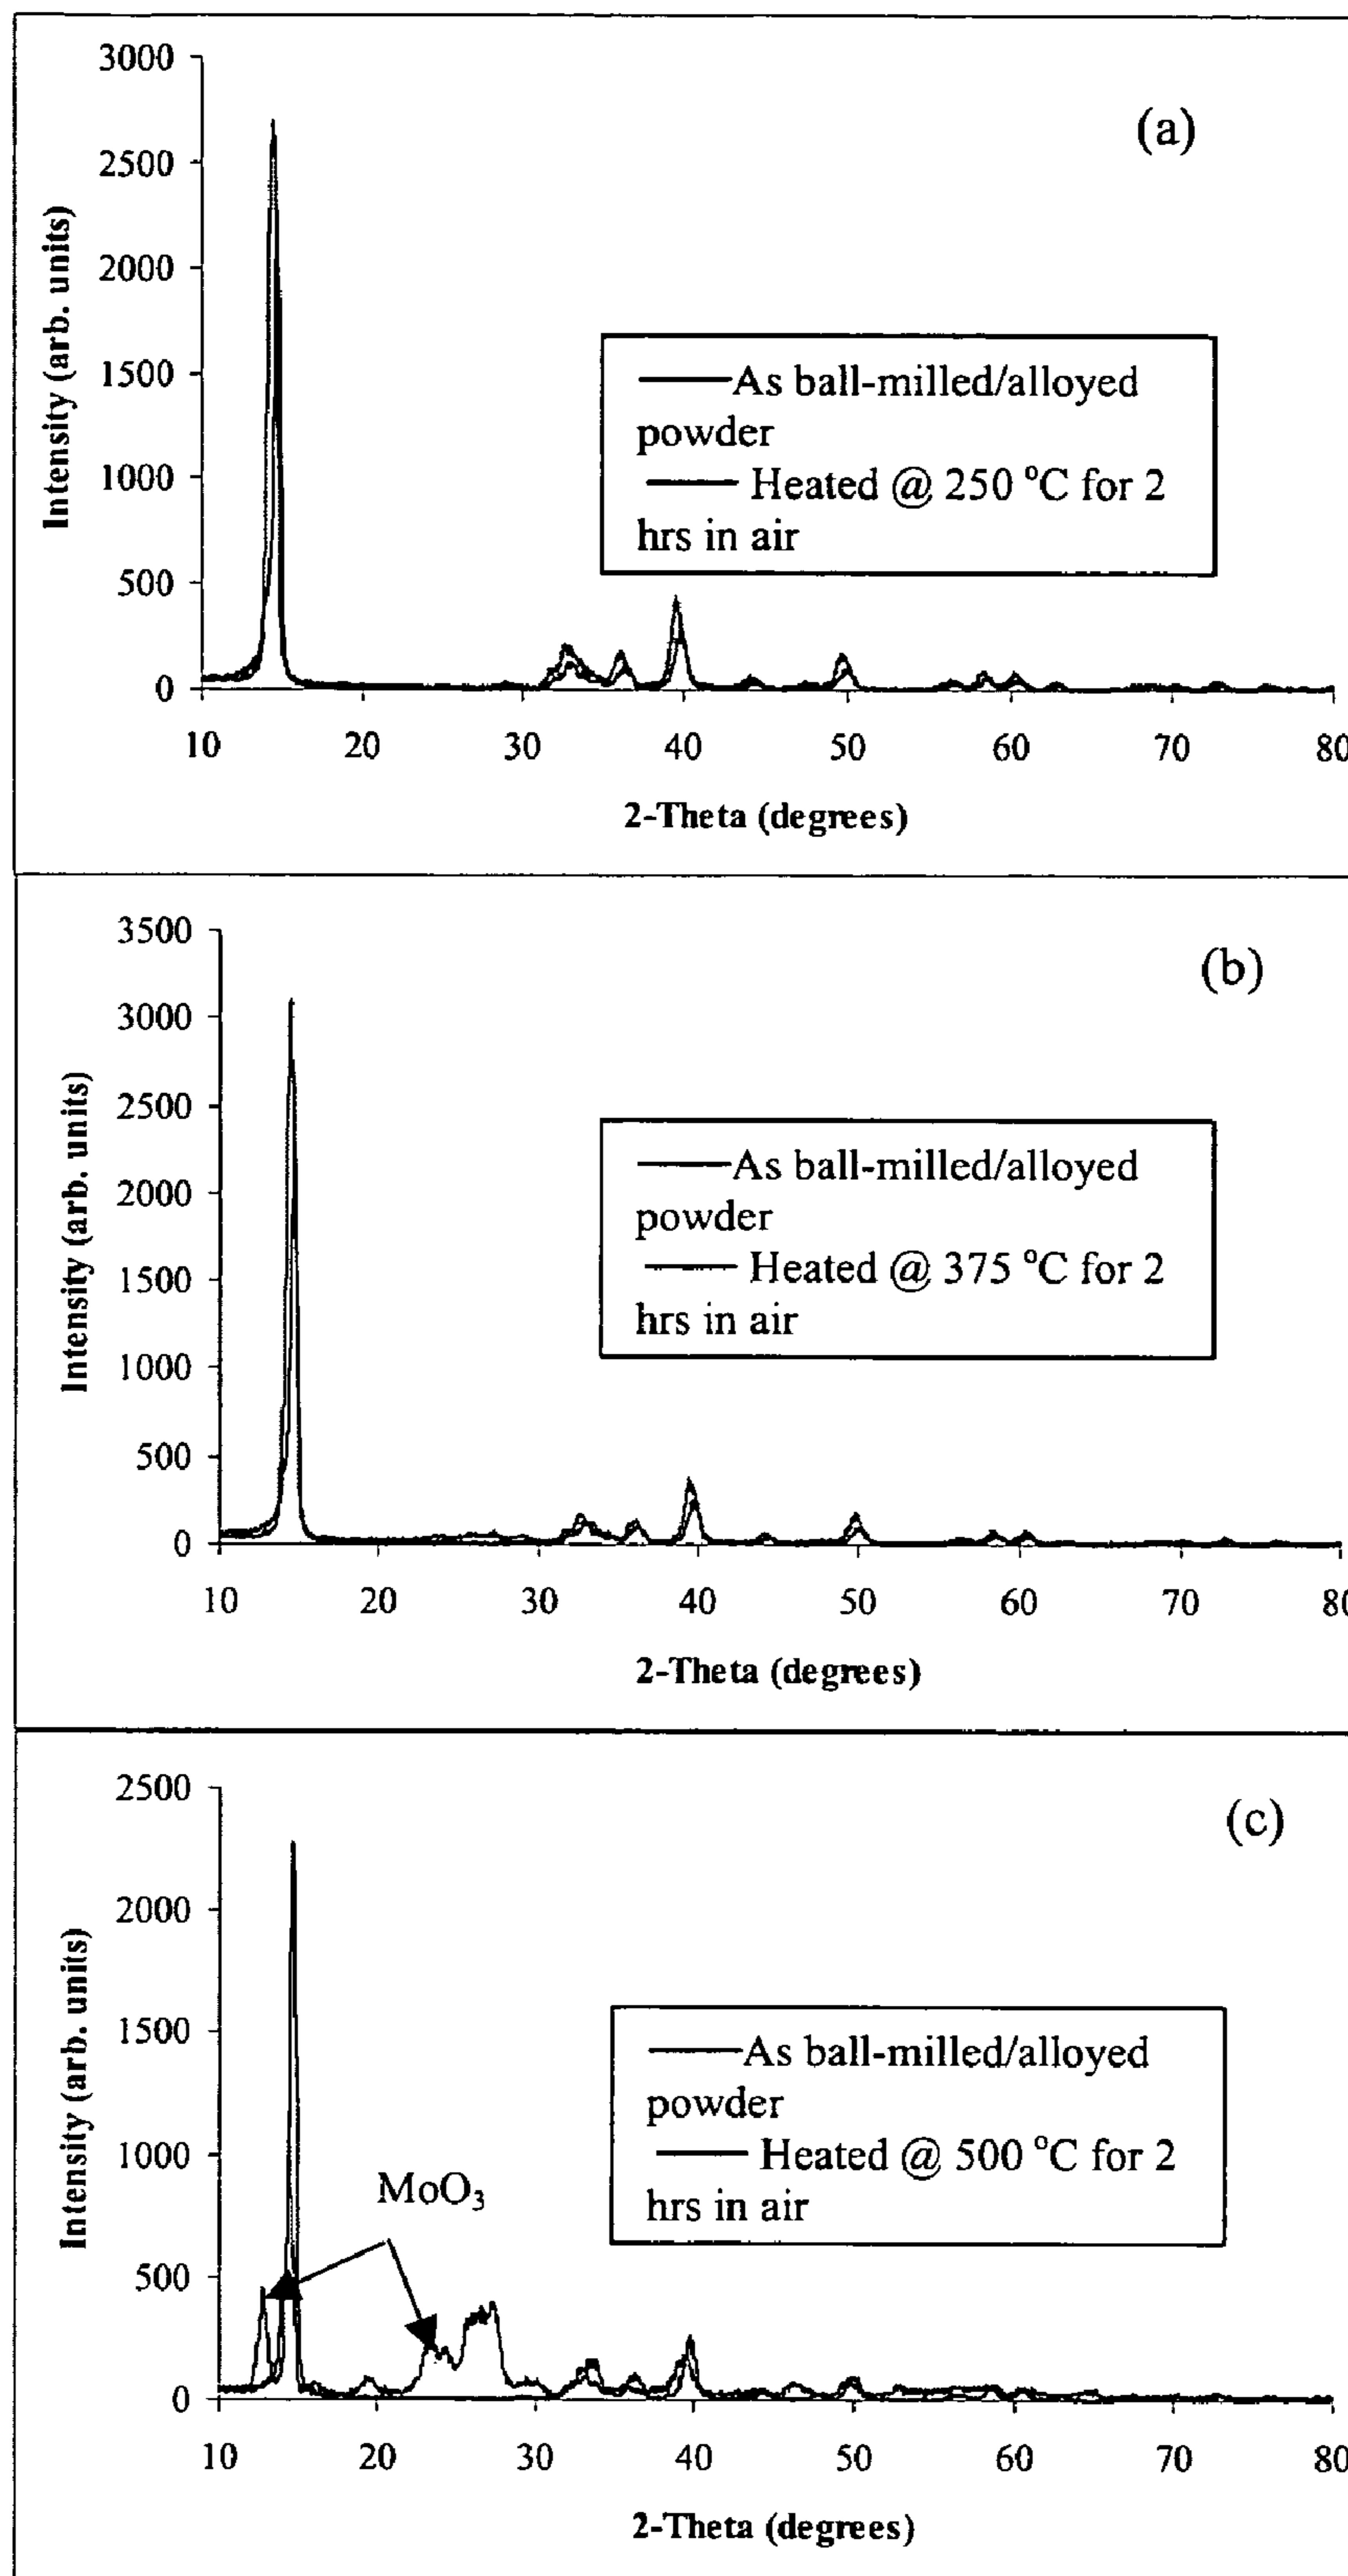 (a)
3000
2500
2000
1500
1000
500
0
Intensity (arb. units)
As ball-milled/alloyed
powder
Heated @ 250 °C for 2
hrs in air
10 20 30 40 50 60 70 80
2-Theta (degrees)
(b)
3500
3000
2500
2000
1500
1000
500
0
Intensity (arb. units)
As ball-milled/alloyed
powder
Heated @ 375 °C for 2
hrs in air
10 20 30 40 50 60 70 80
2-Theta (degrees)
(c)
2500
2000
1500
1000
500
0
Intensity (arb. units)
As ball-milled/alloyed
powder
Heated @ 500 °C for 2
hrs in air
MoO₃
10 20 30 40 50 60 70 80
2-Theta (degrees)